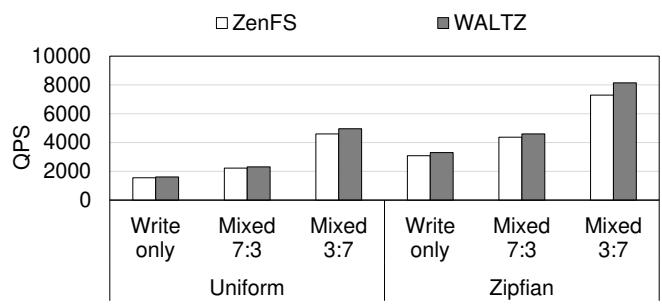 ZenFS WALTZ
10000
8000
6000
4000
2000
0
QPS
Write only
Mixed 7:3
Mixed 3:7
Write only
Mixed 7:3
Mixed 3:7
Uniform
Zipfian